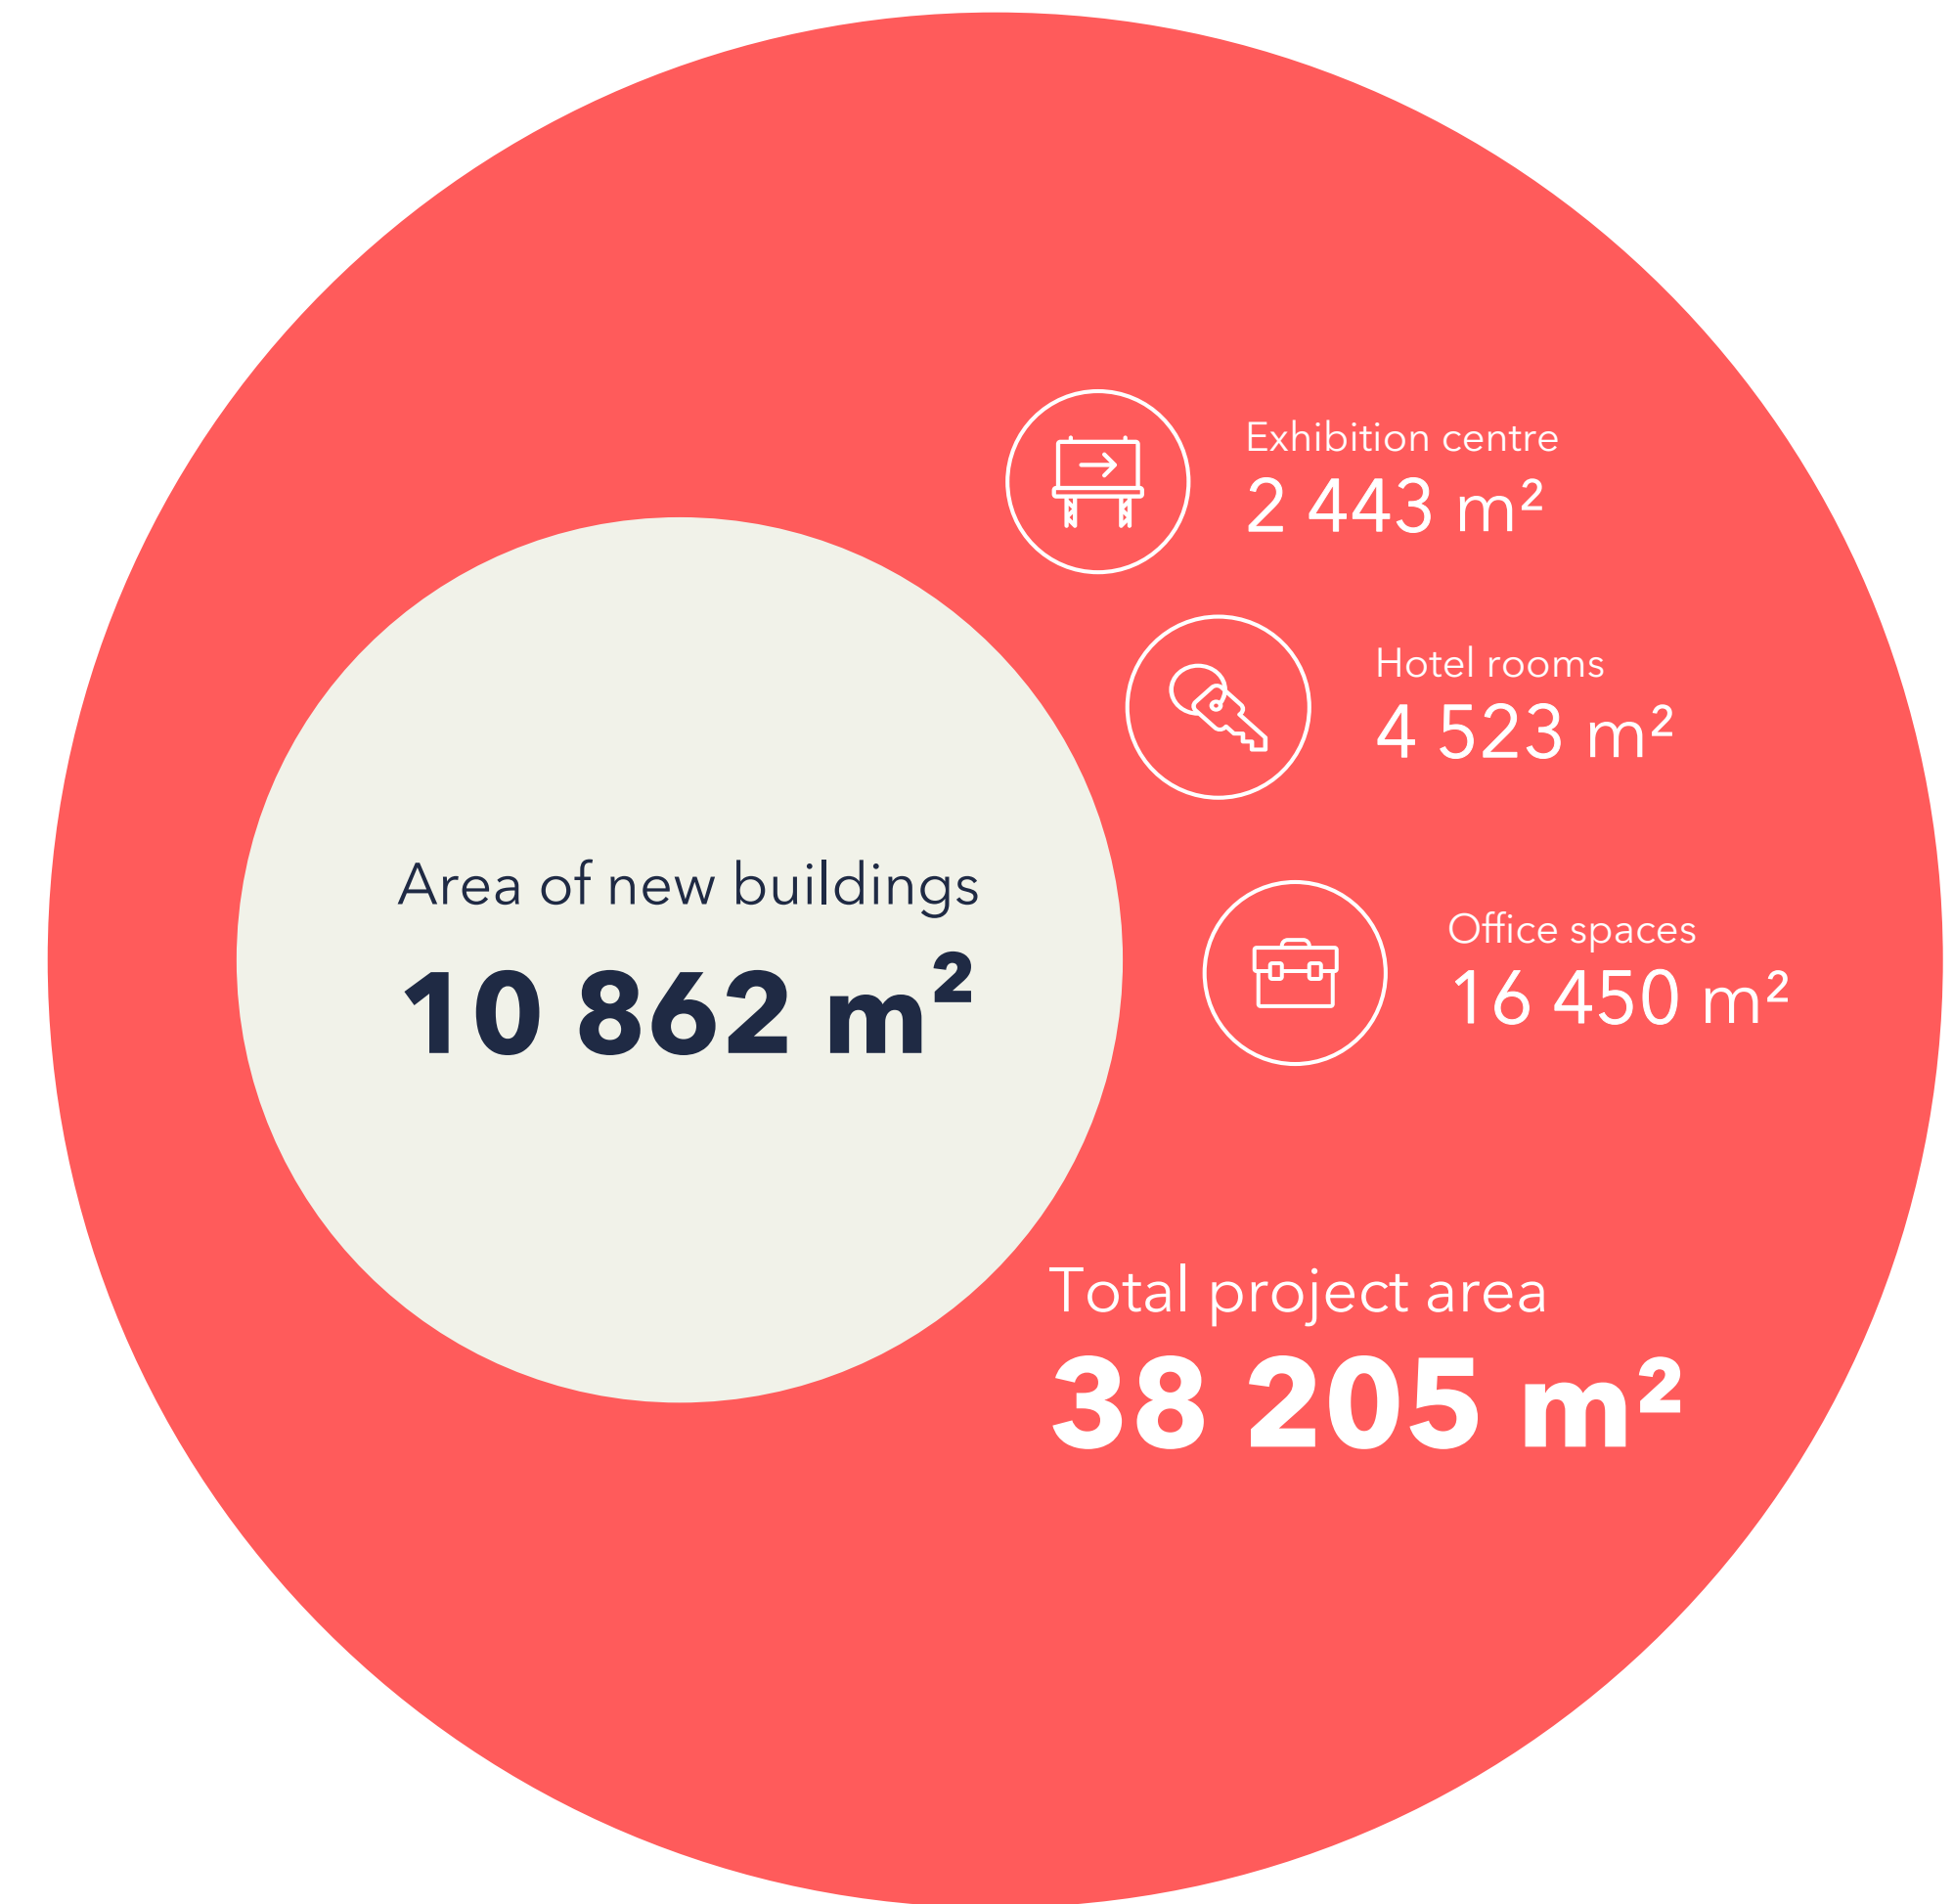 Exhibition centre
2 443 m²
Hotel rooms
4 523 m²
Area of new buildings
10 862 m²
Office spaces
16 450 m²
Total project area
38 205 m²